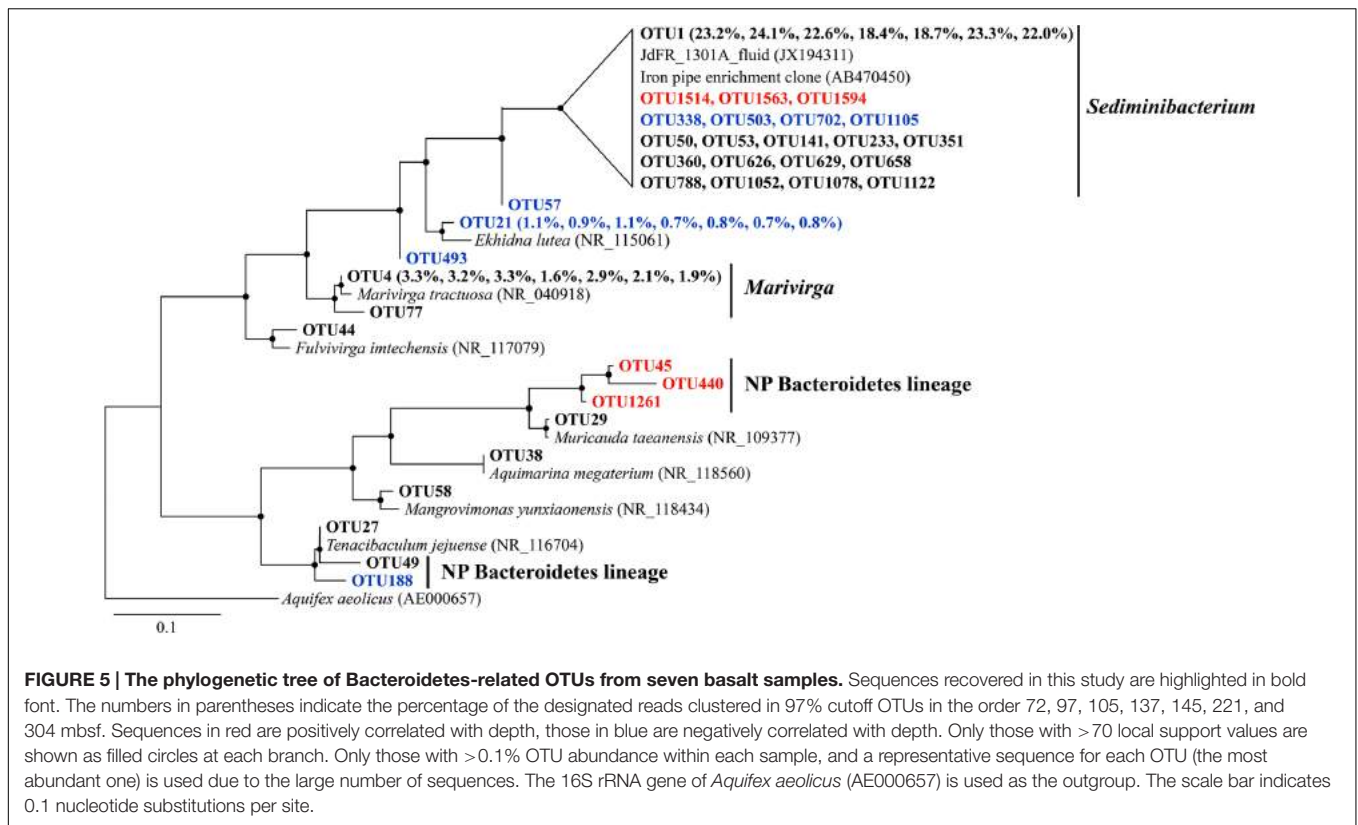 OTU1 (23.2%, 24.1%, 22.6%, 18.4%, 18.7%, 23.3%, 22.0%)
JdFR_1301A_fluid (JX194311)
Iron pipe enrichment clone (AB470450)
OTU1514, OTU1563, OTU1594
OTU338, OTU503, OTU702, OTU1105
OTU50, OTU53, OTU141, OTU233, OTU351
OTU360, OTU626, OTU629, OTU658
OTU788, OTU1052, OTU1078, OTU1122
Sediminibacterium
OTU57
OTU21 (1.1%, 0.9%, 1.1%, 0.7%, 0.8%, 0.7%, 0.8%)
Ekhidna lutea (NR_115061)
OTU493
OTU4 (3.3%, 3.2%, 3.3%, 1.6%, 2.9%, 2.1%, 1.9%)
Marivirga tractuosa (NR_040918)
OTU77
Marivirga
OTU44
Fulvivirga imtechensis (NR_117079)
OTU45
OTU440
OTU1261
NP Bacteroidetes lineage
OTU29
Muricauda taeanensis (NR_109377)
OTU38
Aquimarina megaterium (NR_118560)
OTU58
Mangrovimonas yunxiaonensis (NR_118434)
OTU27
Tenacibaculum jejuense (NR_116704)
OTU49
OTU188
NP Bacteroidetes lineage
Aquifex aeolicus (AE000657)
0.1
FIGURE 5 | The phylogenetic tree of Bacteroidetes-related OTUs from seven basalt samples. Sequences recovered in this study are highlighted in bold
font. The numbers in parentheses indicate the percentage of the designated reads clustered in 97% cutoff OTUs in the order 72, 97, 105, 137, 145, 221, and
304 mbsf. Sequences in red are positively correlated with depth, those in blue are negatively correlated with depth. Only those with >70 local support values are
shown as filled circles at each branch. Only those with >0.1% OTU abundance within each sample, and a representative sequence for each OTU (the most
abundant one) is used due to the large number of sequences. The 16S rRNA gene of Aquifex aeolicus (AE000657) is used as the outgroup. The scale bar indicates
0.1 nucleotide substitutions per site.